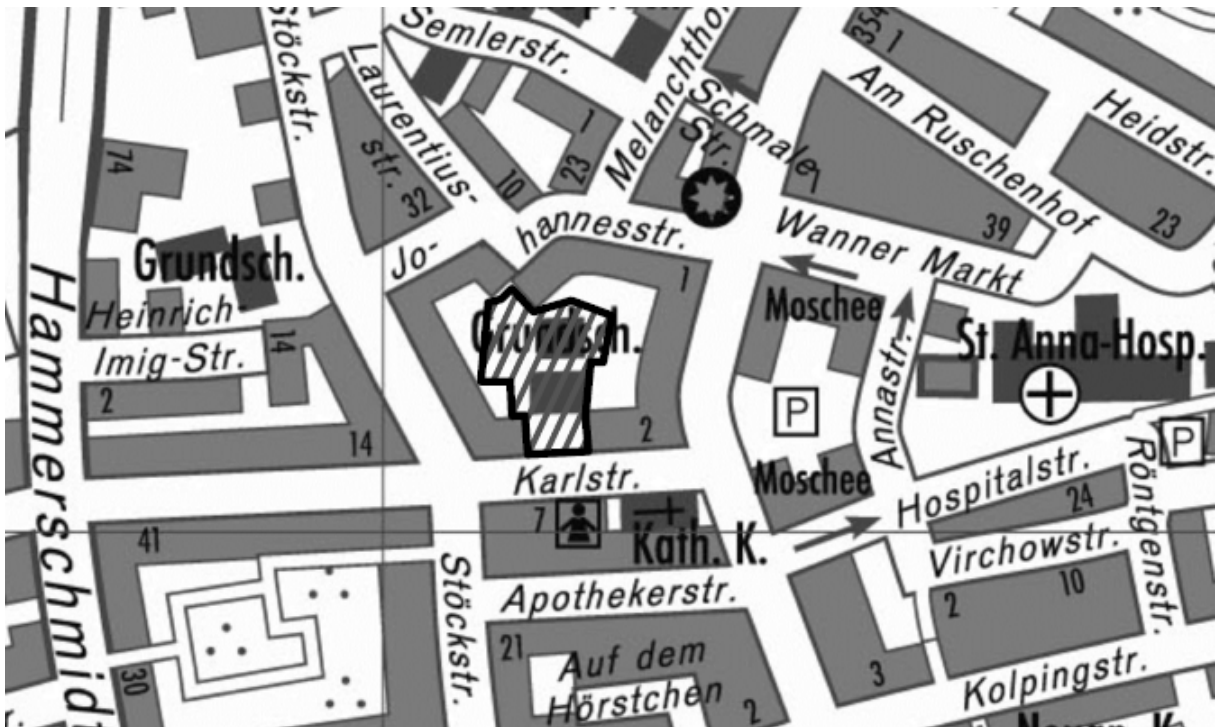 Stöckstr.
Semlerstr.
Laurentius-
str.
32
10
1
23
Schmale
Str.
354
1
Am Ruschenhof
Heidstr.
23
39
1
74
Grundsch.
Heinrich-
Imig-Str.
14
2
14
Hammerschmidt
Jo-
hannesstr.
1
Wanner Markt
Moschee
Annastr.
St. Anna-Hosp.
P
P
Grundsch.
2
Karlstr.
7
Kath. K.
Moschee
Hospitalstr.
24
Röntgenstr.
Virchowstr.
2
10
41
Stöckstr.
Apothekerstr.
21
Auf dem
Hörstchen
2
3
Kolpingstr.
30